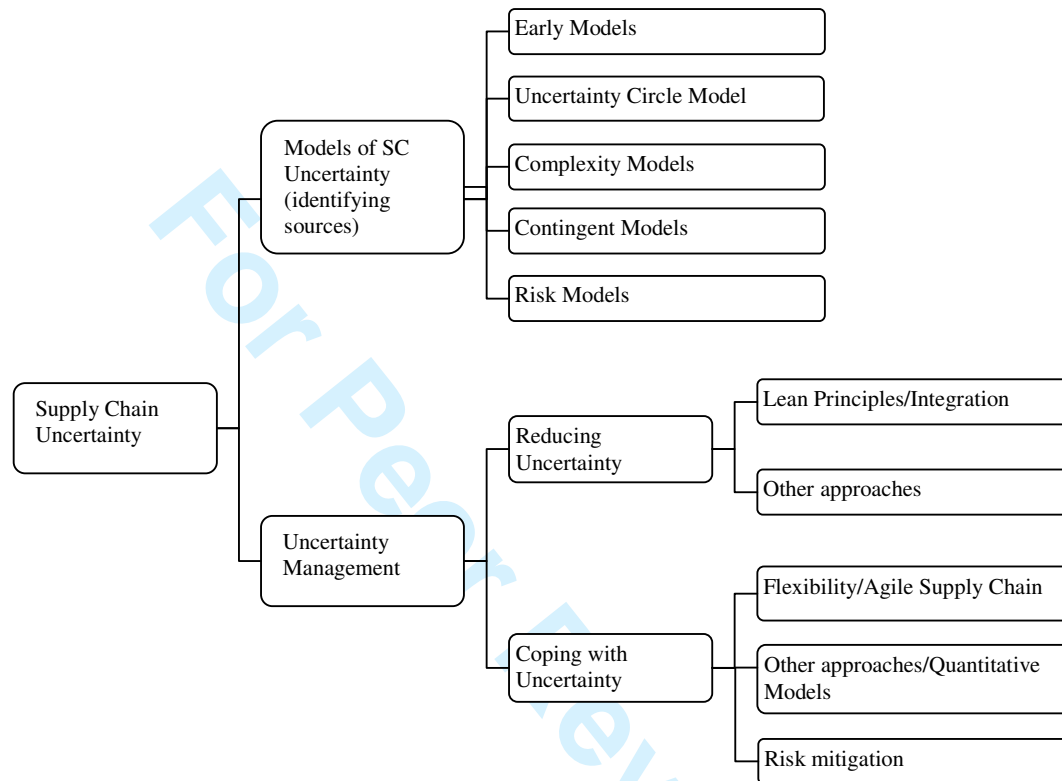 Early Models
Uncertainty Circle Model
Models of SC
Uncertainty
(identifying
sources)
Complexity Models
Contingent Models
Risk Models
Supply Chain
Uncertainty
Lean Principles/Integration
Reducing
Uncertainty
Other approaches
Uncertainty
Management
Flexibility/Agile Supply Chain
Coping with
Uncertainty
Other approaches/Quantitative
Models
Risk mitigation
For Peer Rev